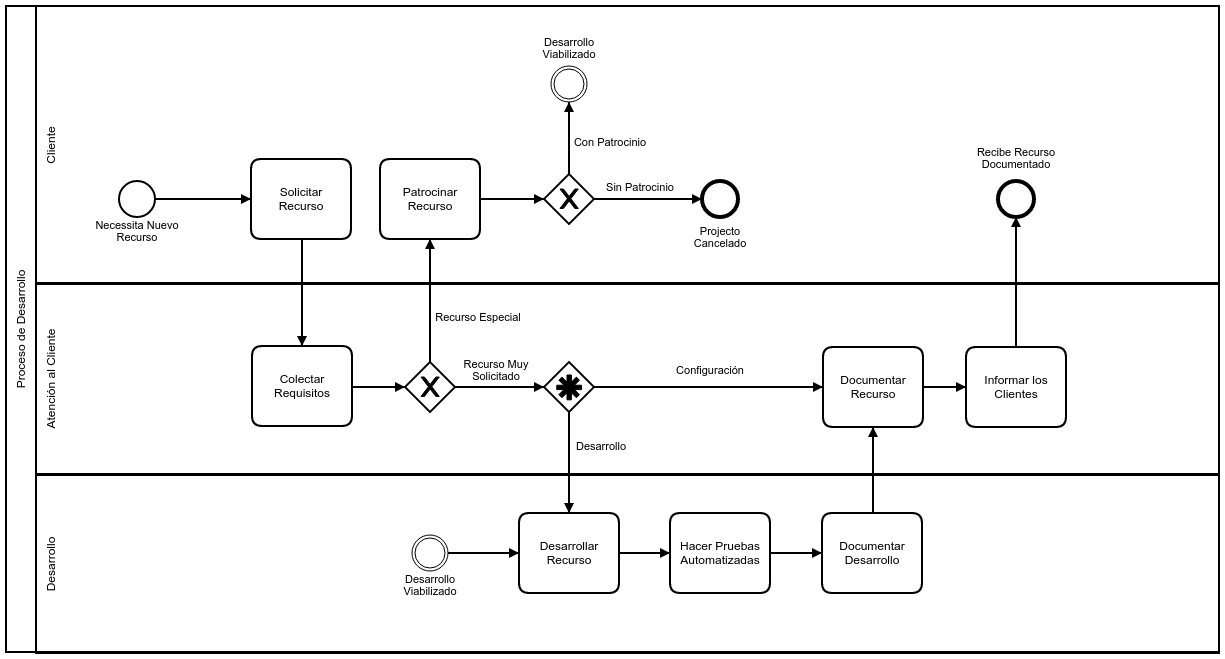 Proceso de Desarrollo
Cliente
Desarrollo
Viabilizado
Con Patrocinio
Recibe Recurso
Documentado
Solicitar
Recurso
Patrocinar
Recurso
Sin Patrocinio
Necessita Nuevo
Recurso
Projecto
Cancelado
Atención al Cliente
Recurso Especial
Recurso Muy
Solicitado
Configuración
Colectar
Requisitos
Documentar
Recurso
Informar los
Clientes
Desarrollo
Desarrollo
Desarrollar
Recurso
Hacer Pruebas
Automatizadas
Documentar
Desarrollo
Desarrollo
Viabilizado